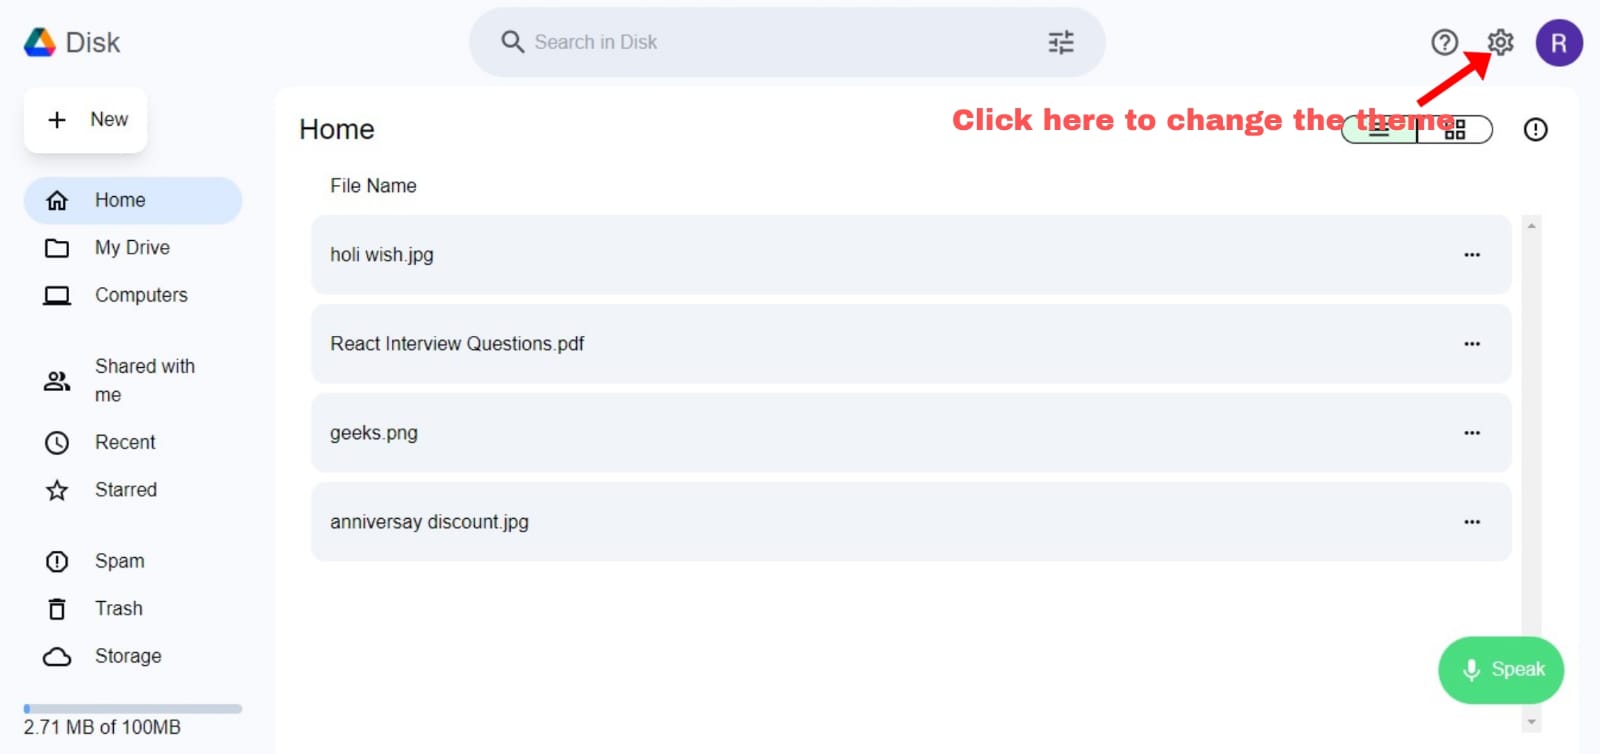 Disk
Search in Disk
R
New
Home
Click here to change the theme
File Name
Home
My Drive
Computers
Shared with
me
Recent
Starred
Spam
Trash
Storage
2.71 MB of 100MB
holi wish.jpg
React Interview Questions.pdf
geeks.png
anniversay discount.jpg
Speak